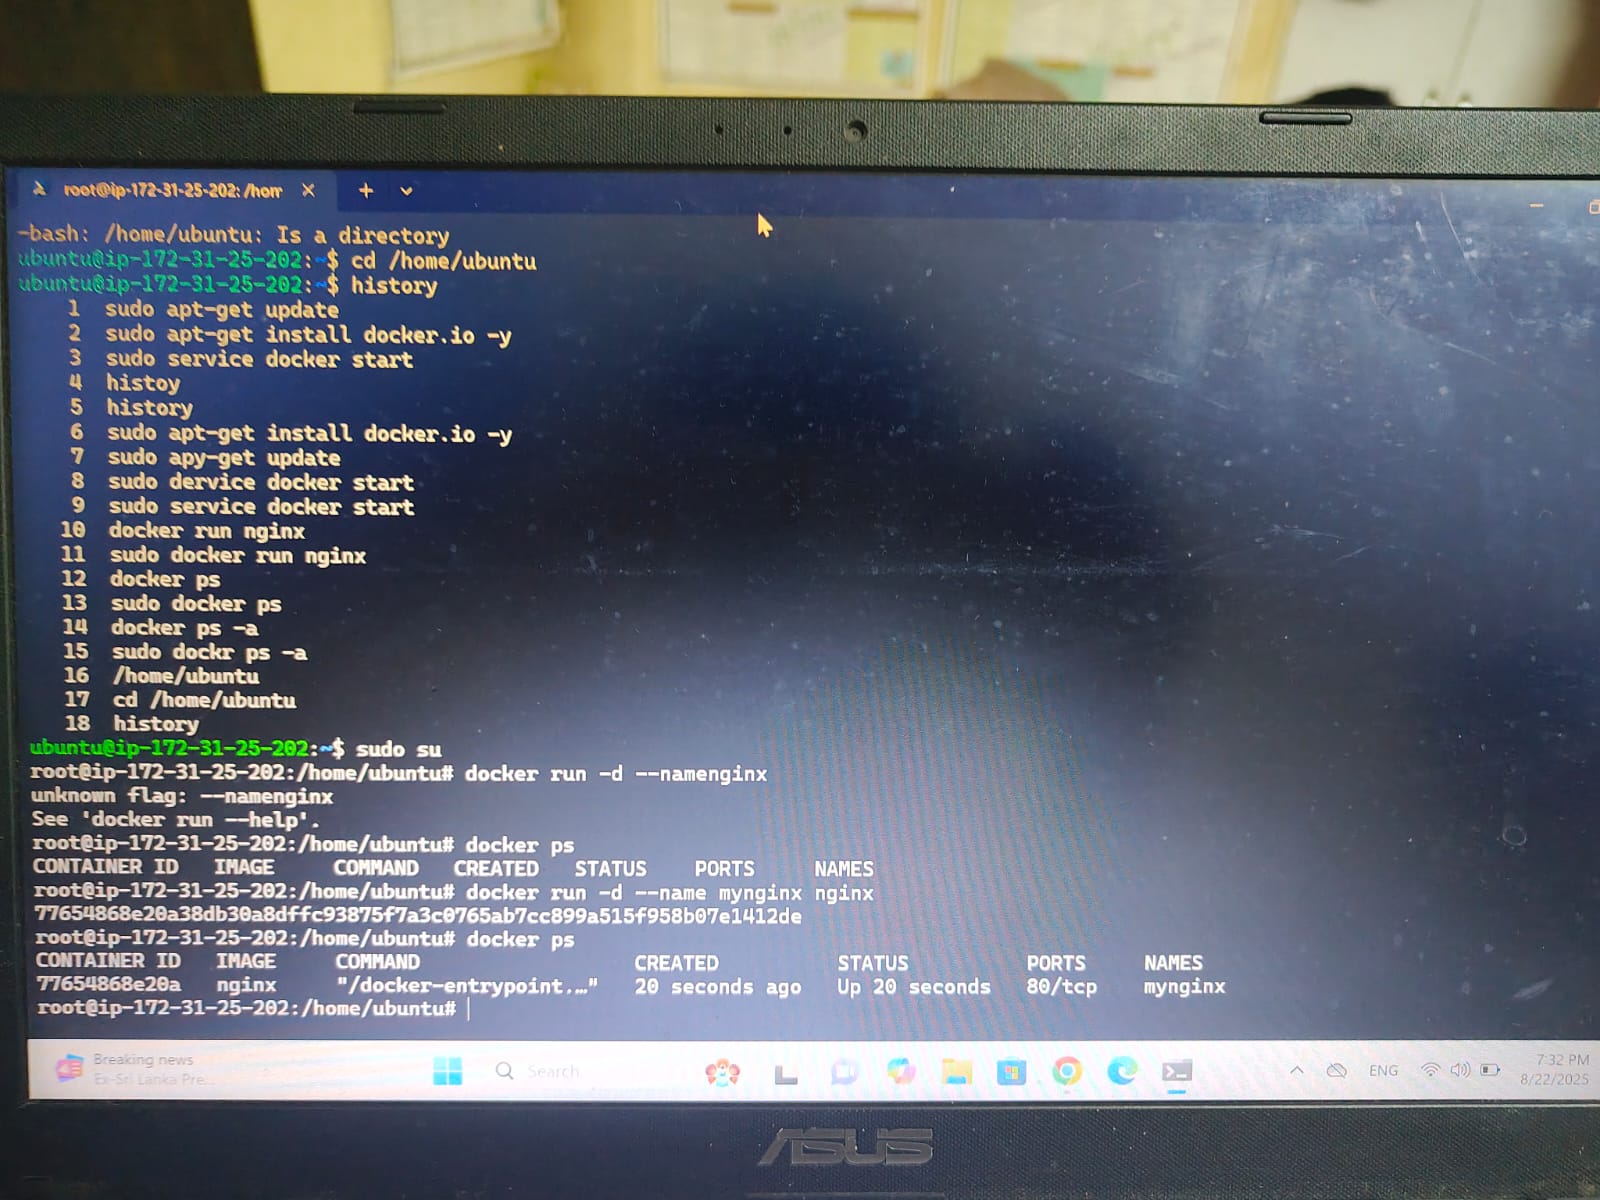 root@ip-172-31-25-202: /hom
-bash: /home/ubuntu: Is a directory
ubuntu@ip-172-31-25-202:~$ cd /home/ubuntu
ubuntu@ip-172-31-25-202:~$ history
1 sudo apt-get update
2 sudo apt-get install docker.io -y
3 sudo service docker start
4 histoy
5 history
6 sudo apt-get install docker.io -y
7 sudo apy-get update
8 sudo dervice docker start
9 sudo service docker start
10 docker run nginx
11 sudo docker run nginx
12 docker ps
13 sudo docker ps
14 docker ps -a
15 sudo dockr ps -a
16 /home/ubuntu
17 cd /home/ubuntu
18 history
ubuntu@ip-172-31-25-202:~$ sudo su
root@ip-172-31-25-202:/home/ubuntu# docker run -d --namenginx
unknown flag: --namenginx
See 'docker run --help'.
root@ip-172-31-25-202:/home/ubuntu# docker ps
CONTAINER ID IMAGE COMMAND CREATED STATUS PORTS NAMES
root@ip-172-31-25-202:/home/ubuntu# docker run -d --name mynginx nginx
77654868e20a38db30a8dffc93875f7a3c0765ab7cc899a515f958b07e1412de
root@ip-172-31-25-202:/home/ubuntu# docker ps
CONTAINER ID IMAGE COMMAND CREATED STATUS PORTS NAMES
77654868e20a nginx "/docker-entrypoint.…" 20 seconds ago Up 20 seconds 80/tcp mynginx
root@ip-172-31-25-202:/home/ubuntu#
Breaking news
Ex-Sri Lanka Pre...
Search
ENG
7:32 PM
8/22/2025
ASUS